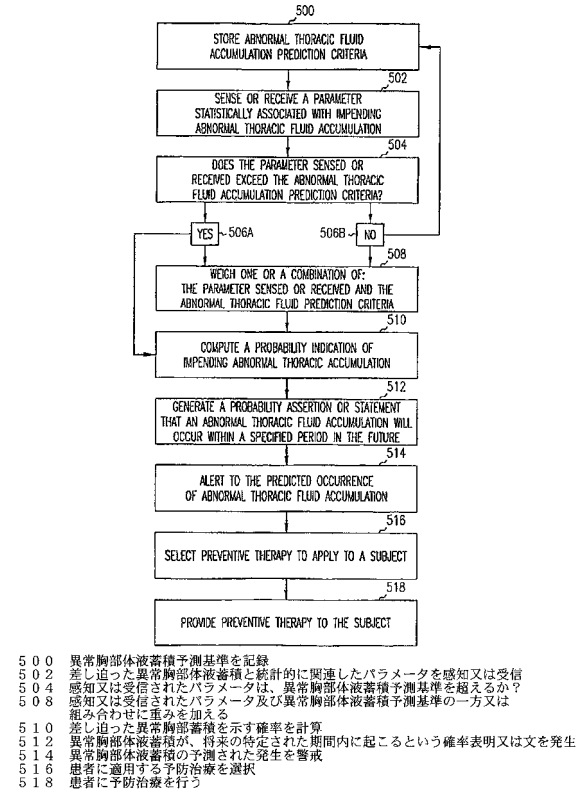 500
STORE ABNORMAL THORACIC FLUID
ACCUMULATION PREDICTION CRITERIA
502
SENSE OR RECEIVE A PARAMETER
STATISTICALLY ASSOCIATED WITH IMPENDING
ABNORMAL THORACIC FLUID ACCUMULATION
504
DOES THE PARAMETER SENSED OR
RECEIVED EXCEED THE ABNORMAL THORACIC
FLUID ACCUMULATION PREDICTION CRITERIA?
YES
506A
506B
NO
508
WEIGH ONE OR A COMBINATION OF:
THE PARAMETER SENSED OR RECEIVED AND THE
ABNORMAL THORACIC FLUID PREDICTION CRITERIA
510
COMPUTE A PROBABILITY INDICATION OF
IMPENDING ABNORMAL THORACIC ACCUMULATION
512
GENERATE A PROBABILITY ASSERTION OR STATEMENT
THAT AN ABNORMAL THORACIC FLUID ACCUMULATION WILL
OCCUR WITHIN A SPECIFIED PERIOD IN THE FUTURE
514
ALERT TO THE PREDICTED OCCURRENCE
OF ABNORMAL THORACIC FLUID ACCUMULATION
516
SELECT PREVENTIVE THERAPY TO APPLY TO A SUBJECT
518
PROVIDE PREVENTIVE THERAPY TO THE SUBJECT
500 異常胸部体液蓄積予測基準を記録
502 差し迫った異常胸部体液蓄積と統計的に関連したパラメータを感知又は受信
504 感知又は受信されたパラメータは、異常胸部体液蓄積予測基準を超えるか?
508 感知又は受信されたパラメータ及び異常胸部体液蓄積予測基準の一方又は
組み合わせに重みを加える
510 差し迫った異常胸部蓄積を示す確率を計算
512 異常胸部体液蓄積が、将来の特定された期間内に起こるという確率表明又は文を発生
514 異常胸部体液蓄積の予測された発生を警戒
516 患者に適用する予防治療を選択
518 患者に予防治療を行う